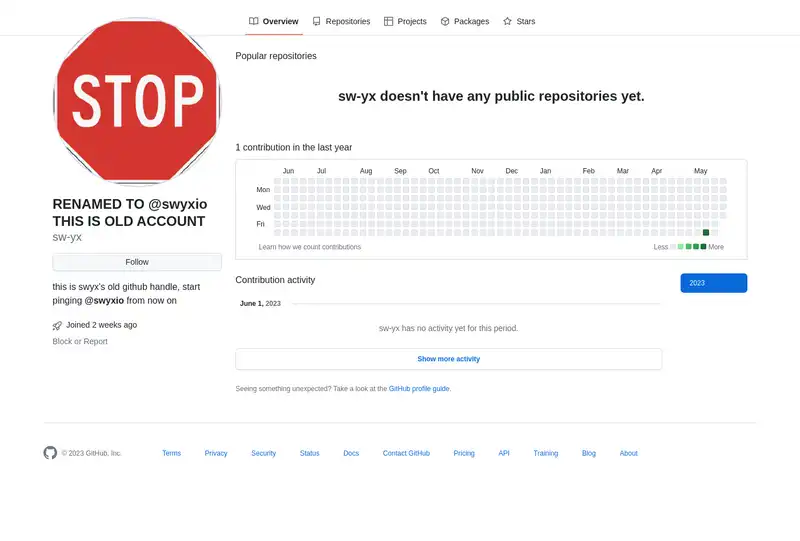 Overview Repositories Projects Packages Stars
STOP
RENAMED TO @swyxio
THIS IS OLD ACCOUNT
sw-yx
Follow
this is swyx's old github handle, start
pinging @swyxio from now on
Joined 2 weeks ago
Block or Report
Popular repositories
sw-yx doesn't have any public repositories yet.
1 contribution in the last year
Jun Jul Aug Sep Oct Nov Dec Jan Feb Mar Apr May
Mon
Wed
Fri
Learn how we count contributions
Less More
Contribution activity
2023
June 1, 2023
sw-yx has no activity yet for this period.
Show more activity
Seeing something unexpected? Take a look at the GitHub profile guide.
© 2023 GitHub, Inc.
Terms Privacy Security Status Docs Contact GitHub Pricing API Training Blog About